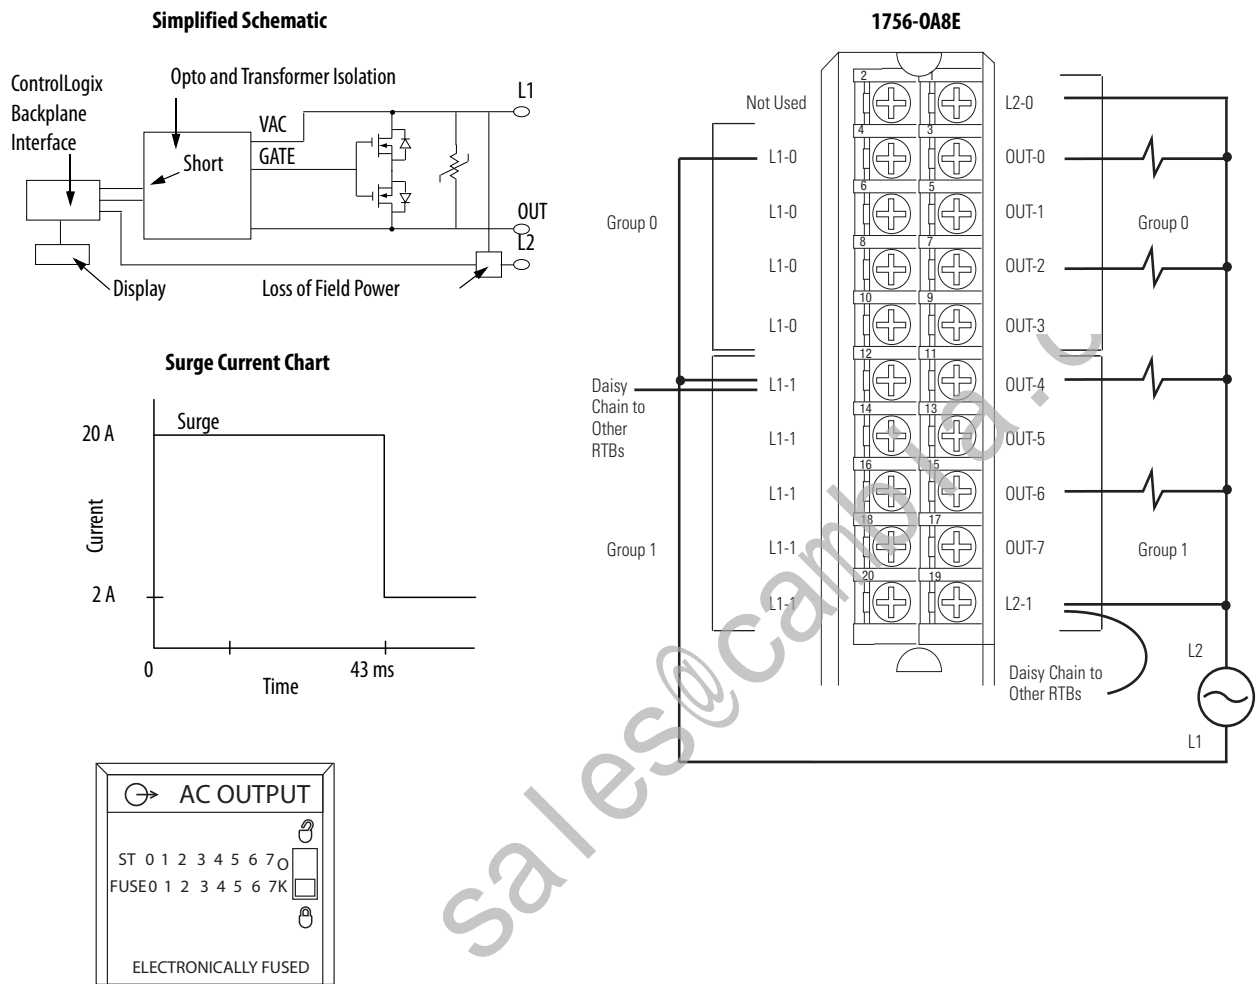 Simplified Schematic
ControlLogix
Backplane
Interface
Opto and Transformer Isolation
VAC
GATE
Short
L1
OUT
L2
Display
Loss of Field Power
Surge Current Chart
Surge
20 A
Current
2 A
0
43 ms
Time
AC OUTPUT
ST 0 1 2 3 4 5 6 7 O
FUSE 0 1 2 3 4 5 6 7 K
ELECTRONICALLY FUSED
1756-OA8E
Not Used
2
1
L2-0
L1-0
4
3
OUT-0
L1-0
6
5
OUT-1
L1-0
8
7
OUT-2
L1-0
10
9
OUT-3
L1-1
12
11
OUT-4
L1-1
14
13
OUT-5
L1-1
16
15
OUT-6
L1-1
18
17
OUT-7
L1-1
20
19
L2-1
Group 0
Group 0
Daisy
Chain to
Other
RTBs
Group 1
Group 1
Daisy Chain to
Other RTBs
L2
L1
sales@cambia.